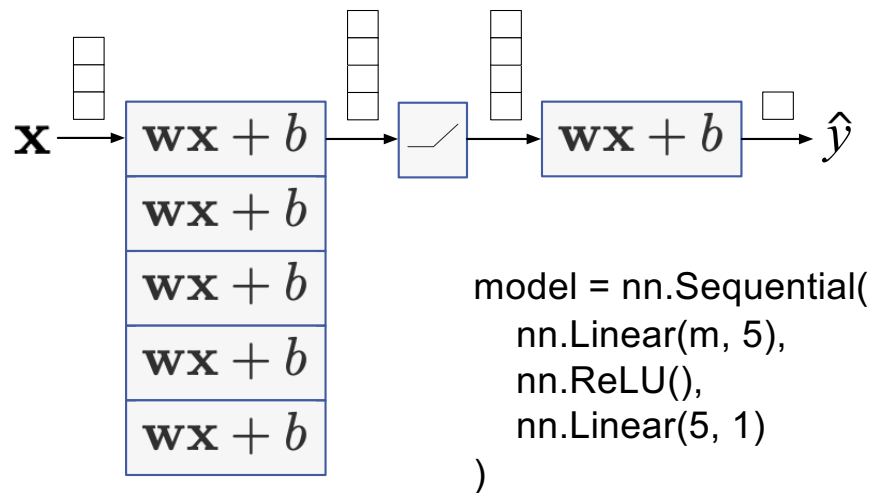 x wx + b wx + b ŷ
wx + b
wx + b
wx + b
wx + b
model = nn.Sequential(
nn.Linear(m, 5),
nn.ReLU(),
nn.Linear(5, 1)
)